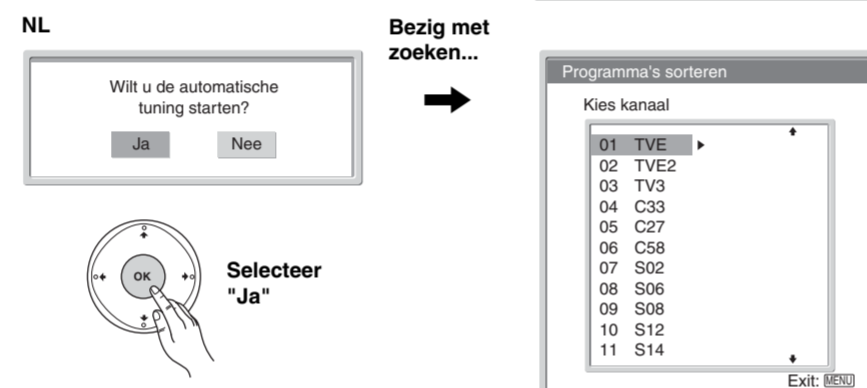 NL
Wilt u de automatische
tuning starten?
Ja Nee
OK
Selecteer
"Ja"
Bezig met
zoeken...
Programma's sorteren
Kies kanaal
01 TVE
02 TVE2
03 TV3
04 C33
05 C27
06 C58
07 S02
08 S06
09 S08
10 S12
11 S14
Exit: MENU